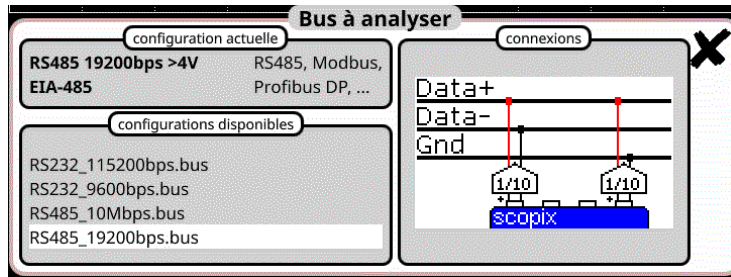 Bus à analyser
configuration actuelle
RS485 19200bps >4V RS485, Modbus,
EIA-485 Profibus DP, ...
configurations disponibles
RS232_115200bps.bus
RS232_9600bps.bus
RS485_10Mbps.bus
RS485_19200bps.bus
connexions
Data+
Data-
Gnd
1/10 1/10
+ +
scopix